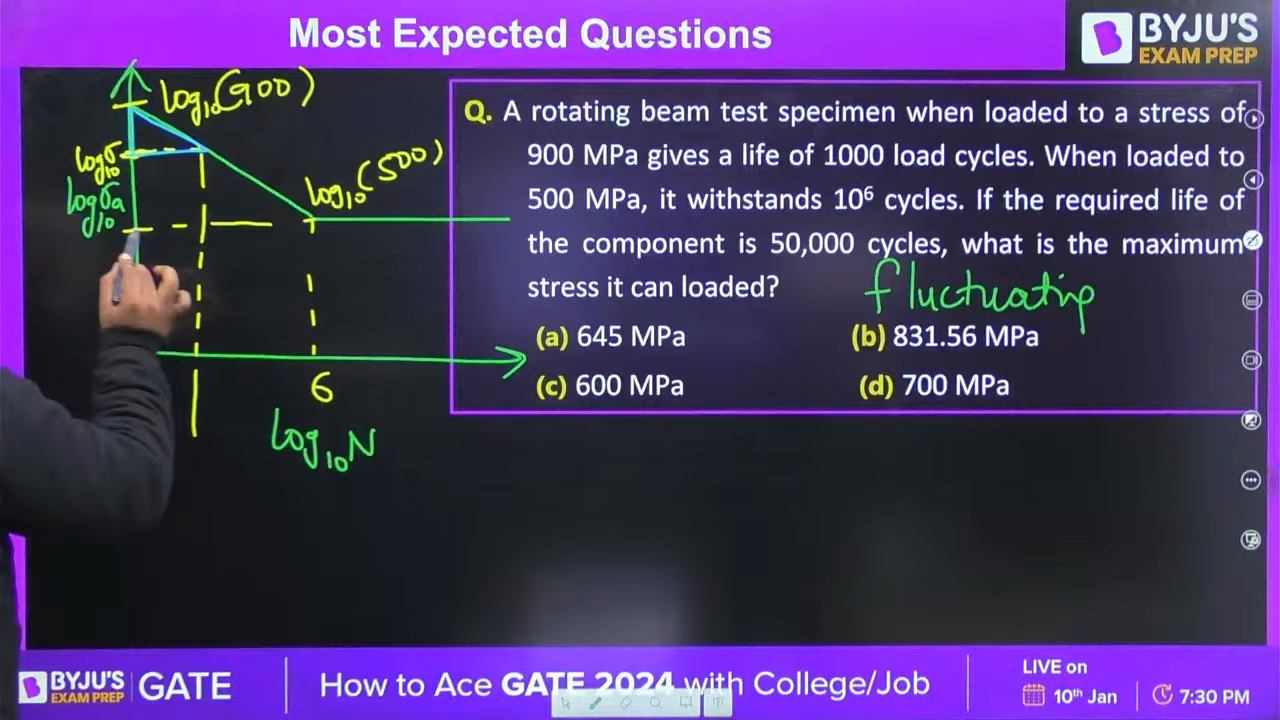 Most Expected Questions
BYJU'S
EXAM PREP
log10(900)
log10σ
log10σa
log10(500)
6
log10N
Q. A rotating beam test specimen when loaded to a stress of
900 MPa gives a life of 1000 load cycles. When loaded to
500 MPa, it withstands 10⁶ cycles. If the required life of
the component is 50,000 cycles, what is the maximum
stress it can loaded?
fluctuating
(a) 645 MPa
(b) 831.56 MPa
(c) 600 MPa
(d) 700 MPa
BYJU'S
EXAM PREP
GATE
How to Ace GATE 2024 with College/Job
LIVE on
10th Jan
7:30 PM